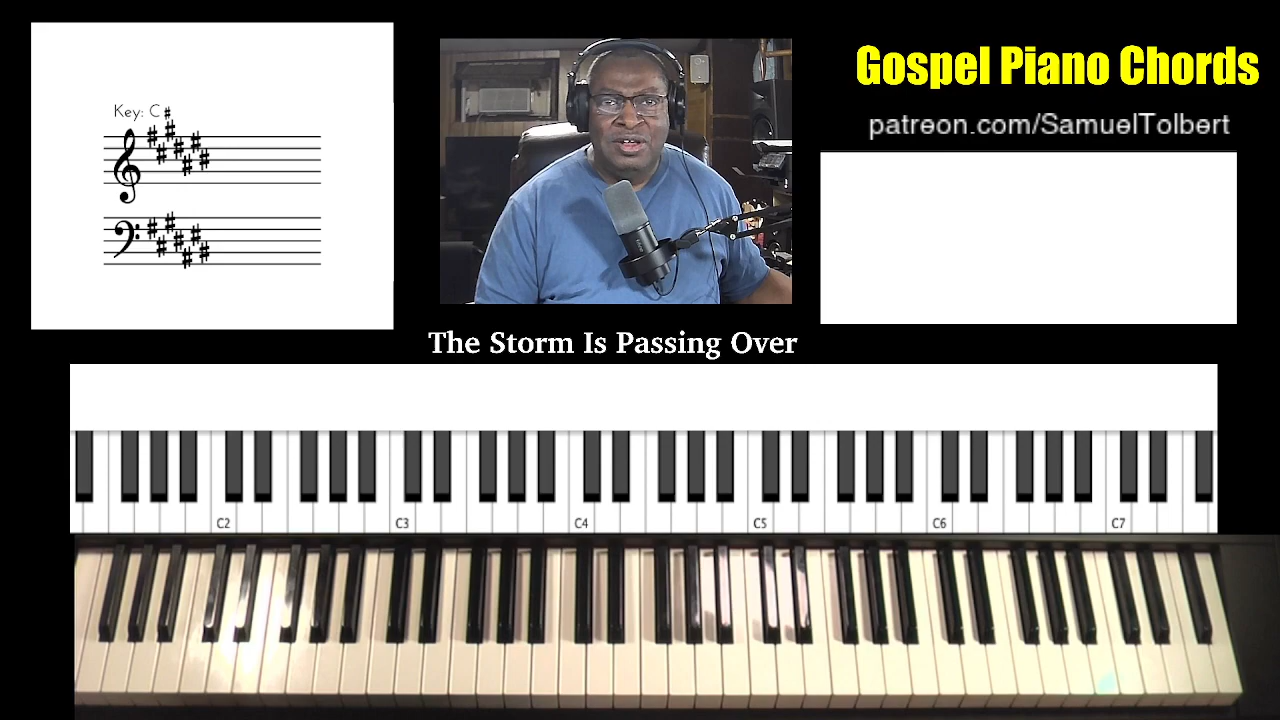 Key: C♯
Gospel Piano Chords
patreon.com/SamuelTolbert
The Storm Is Passing Over
C2 C3 C4 C5 C6 C7